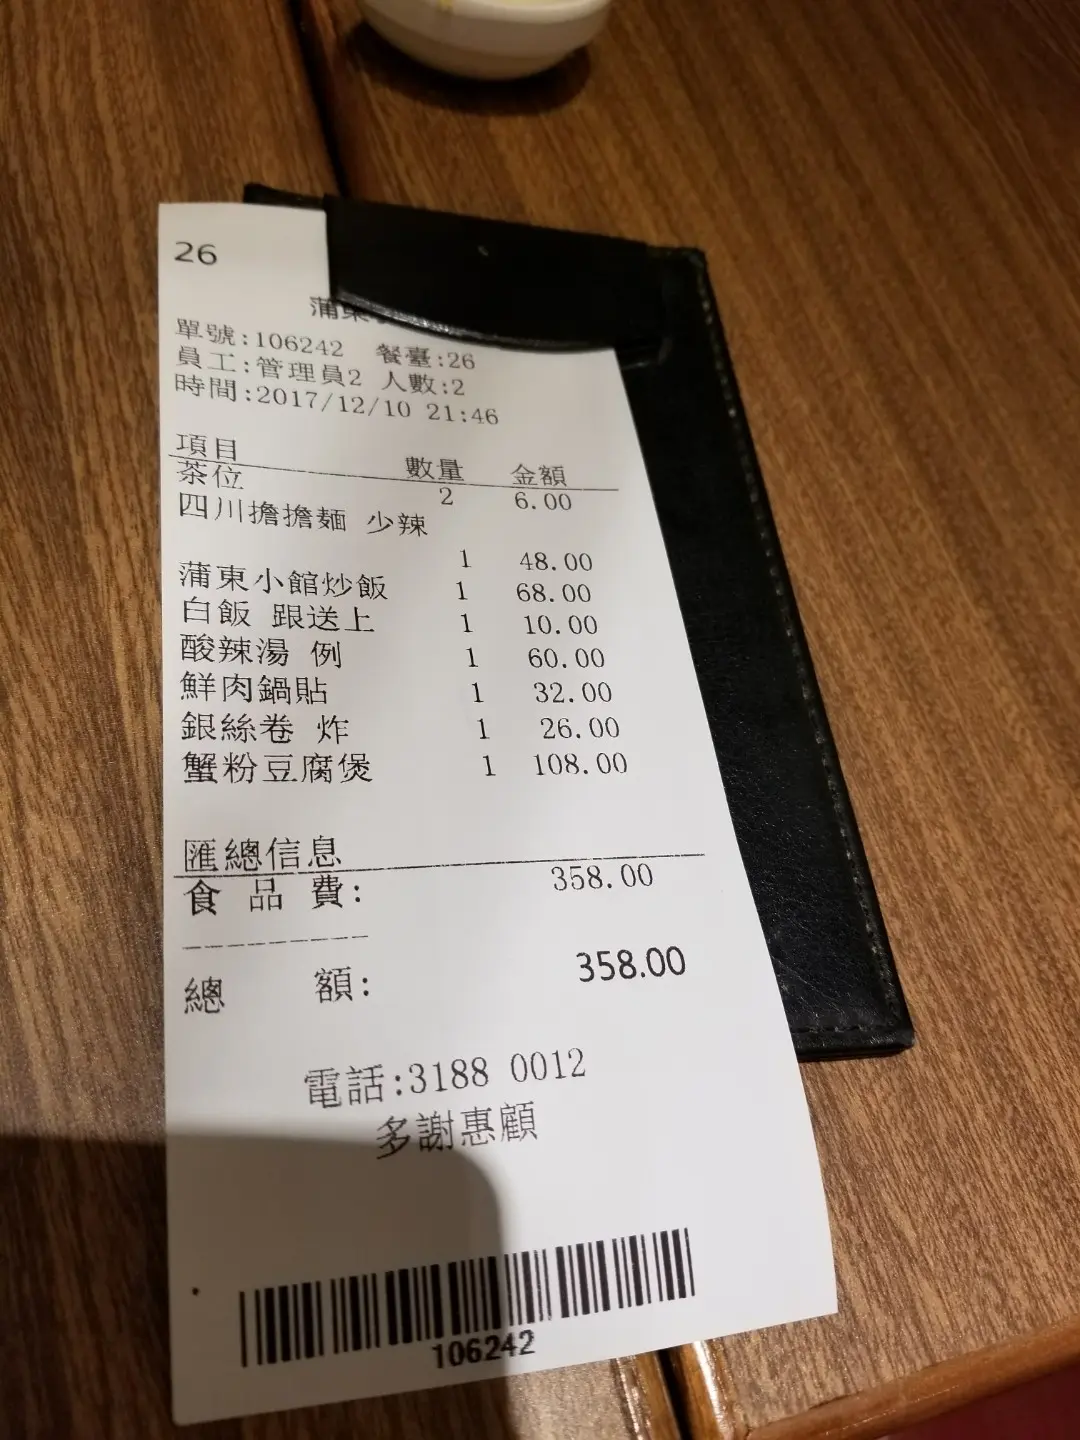 26
蒲東
單號:106242 餐臺:26
員工:管理員2 人數:2
時間:2017/12/10 21:46
項目 數量 金額
茶位 2 6.00
四川擔擔麵 少辣
1 48.00
蒲東小館炒飯 1 68.00
白飯 跟送上 1 10.00
酸辣湯 例 1 60.00
鮮肉鍋貼 1 32.00
銀絲卷 炸 1 26.00
蟹粉豆腐煲 1 108.00
匯總信息
食 品 費: 358.00
----------
總 額: 358.00
電話:3188 0012
多謝惠顧
106242